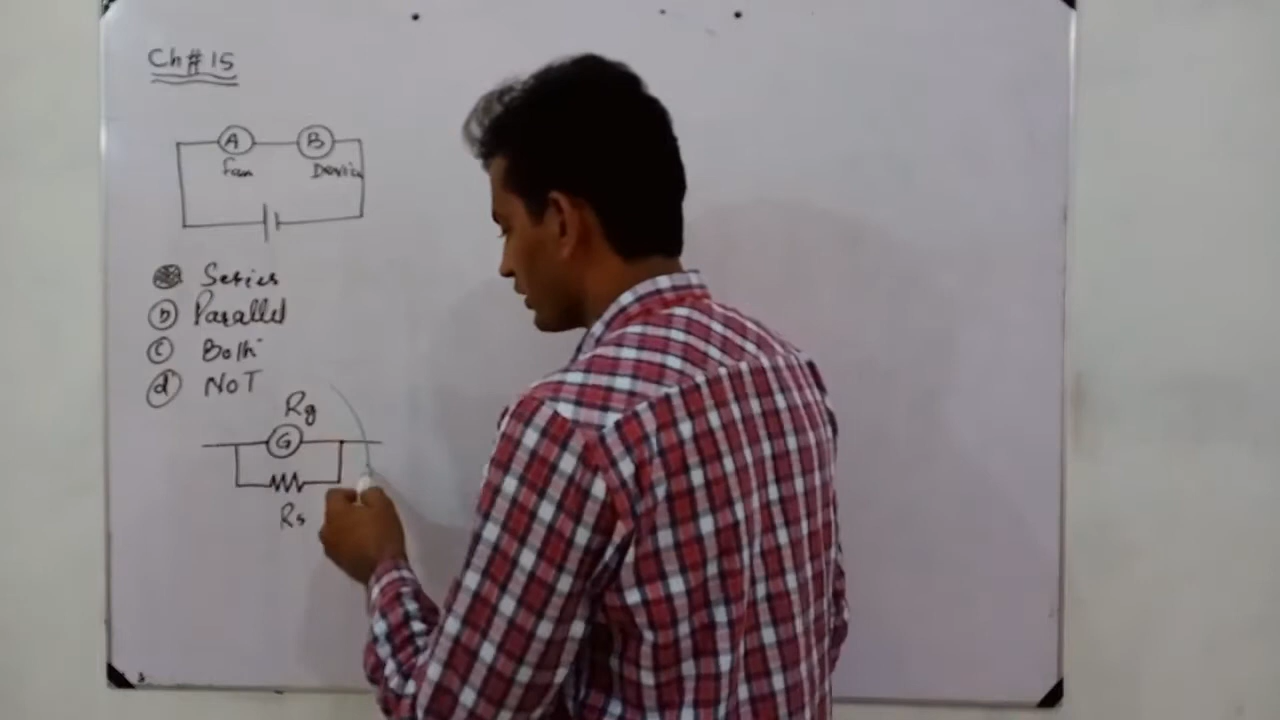 Ch # 15
A B
fan Device
Series
b Parallel
c Both
d NOT
Rg
G
Rs